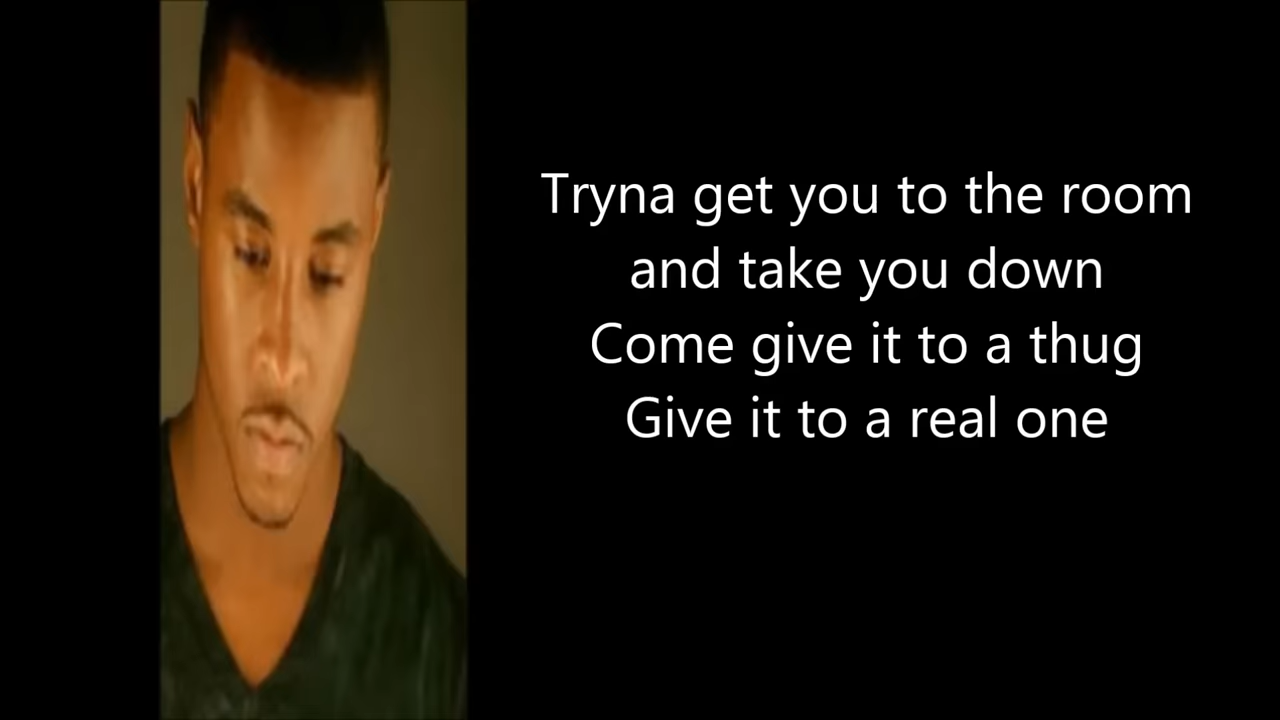 Tryna get you to the room
and take you down
Come give it to a thug
Give it to a real one